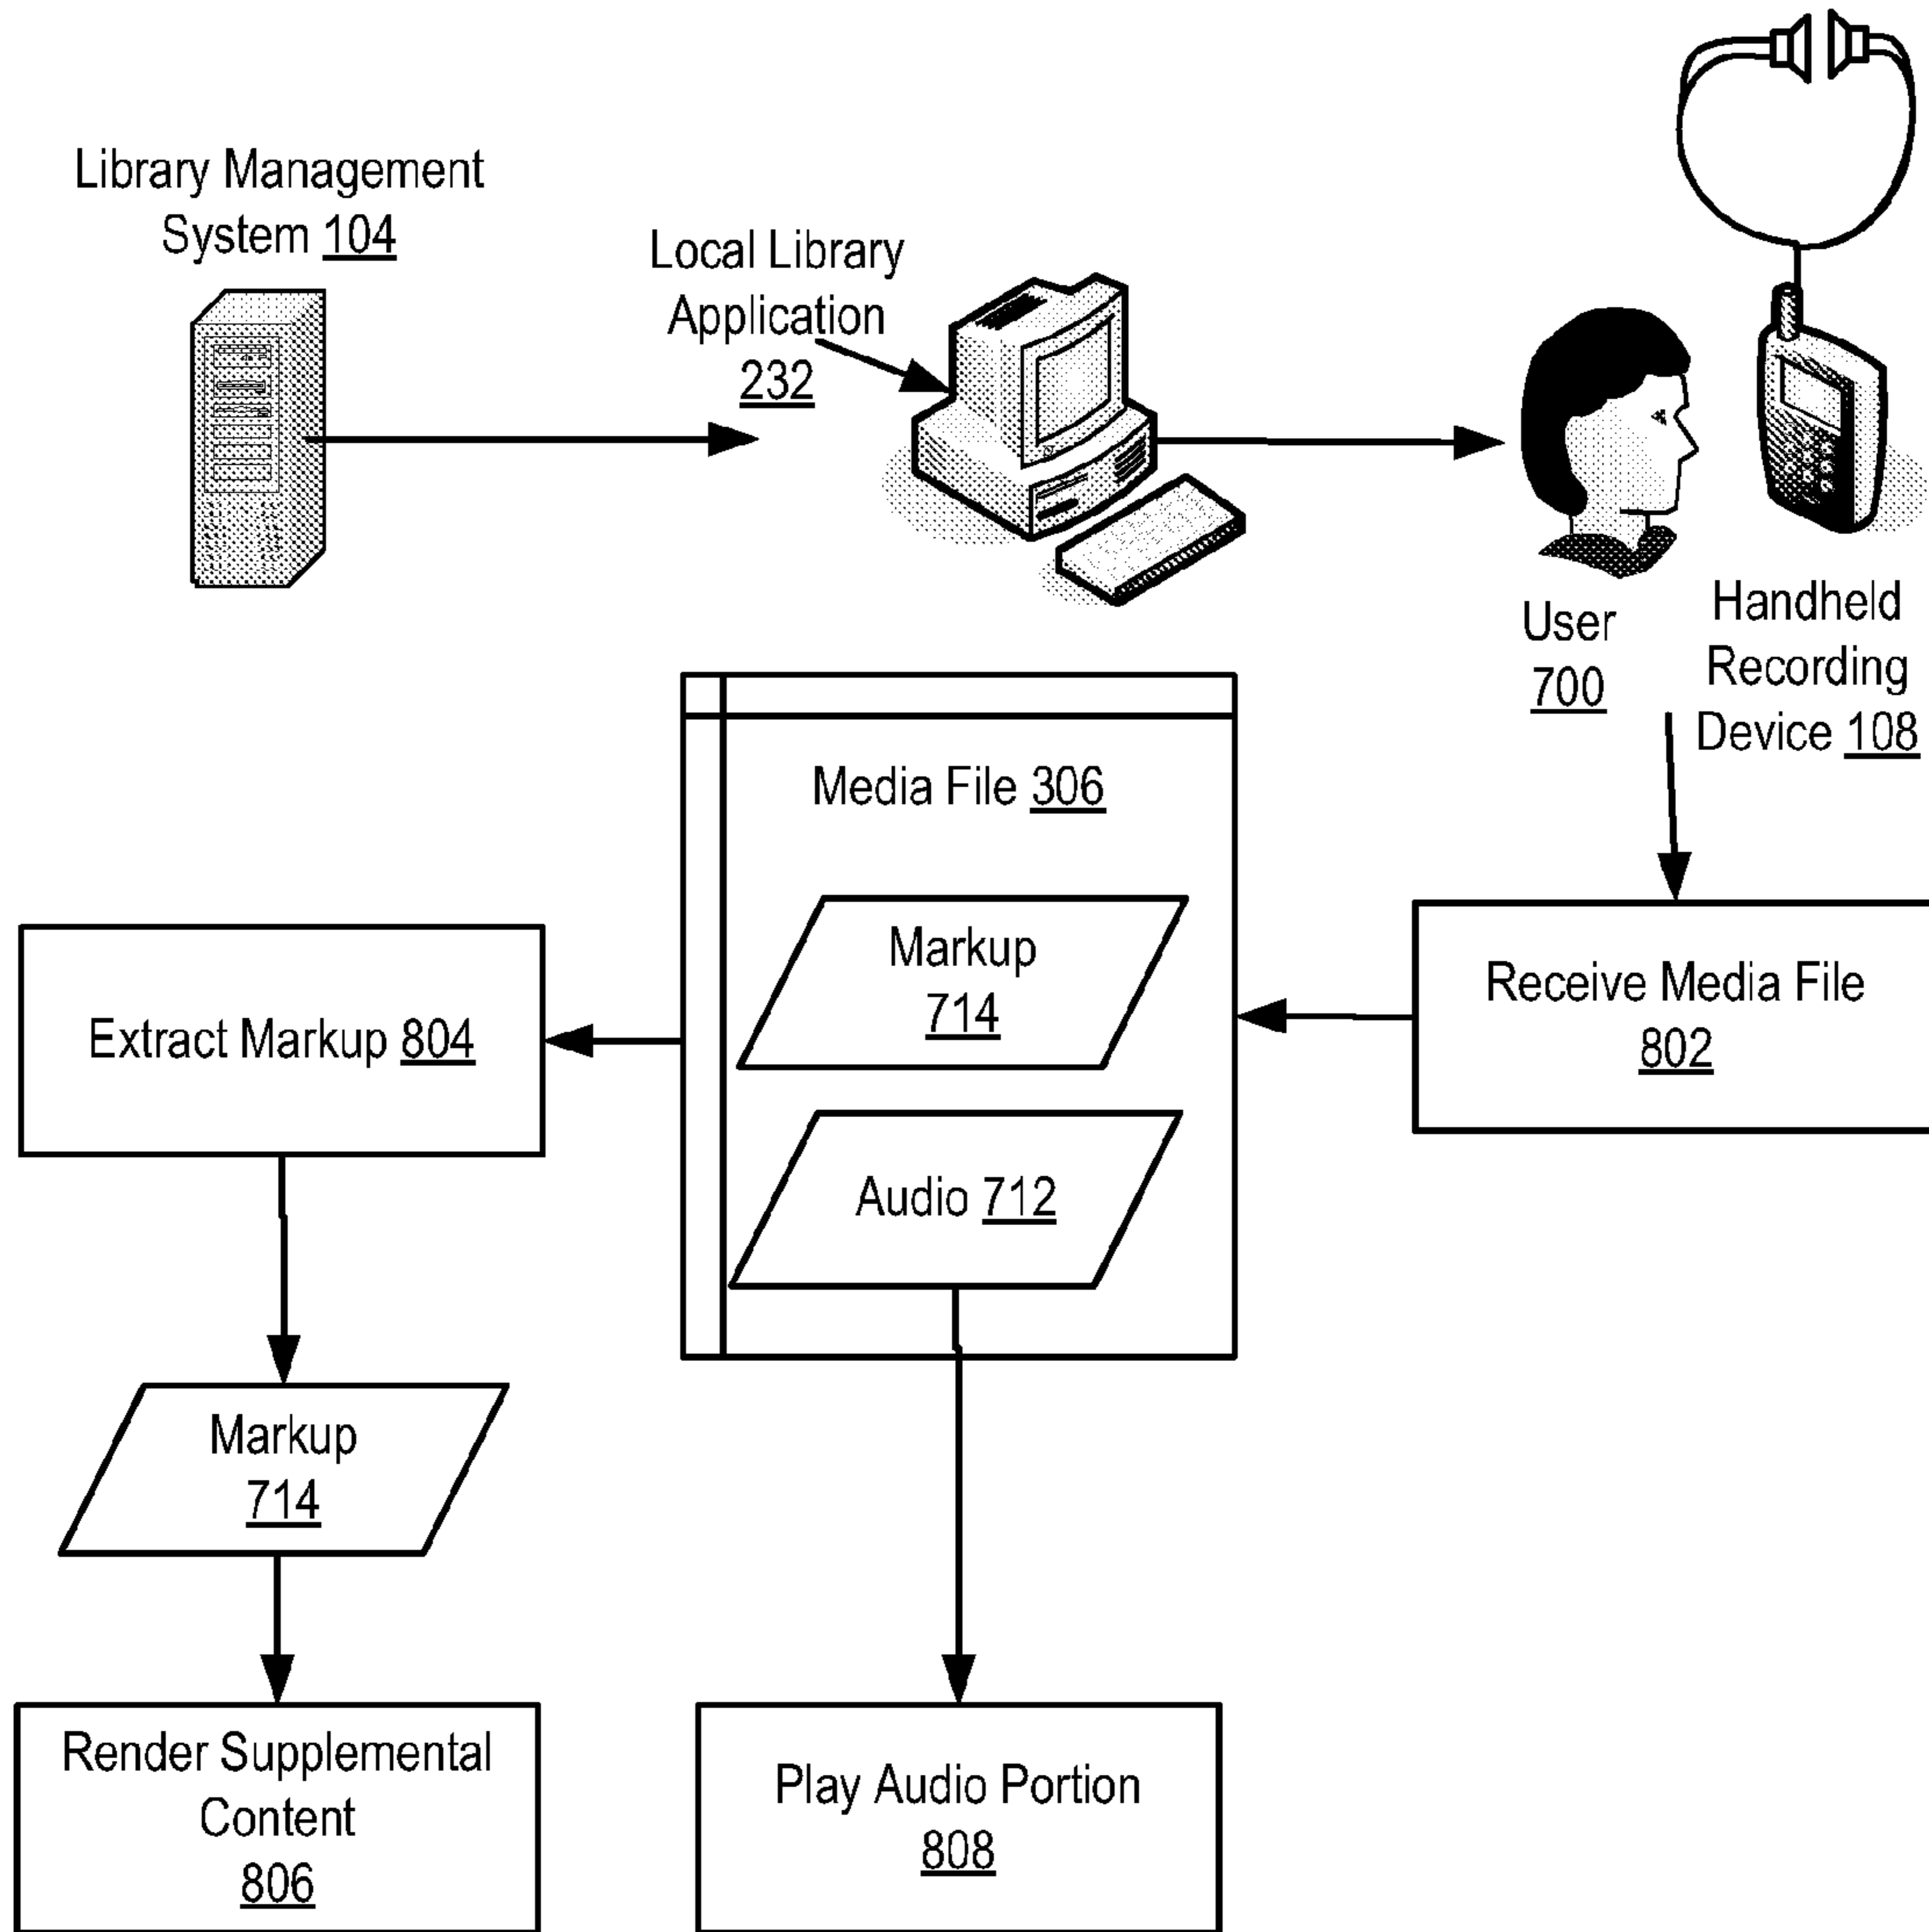 Library Management
System 104
Local Library
Application
232
User
700
Handheld
Recording
Device 108
Media File 306
Markup
714
Audio 712
Receive Media File
802
Extract Markup 804
Markup
714
Render Supplemental
Content
806
Play Audio Portion
808